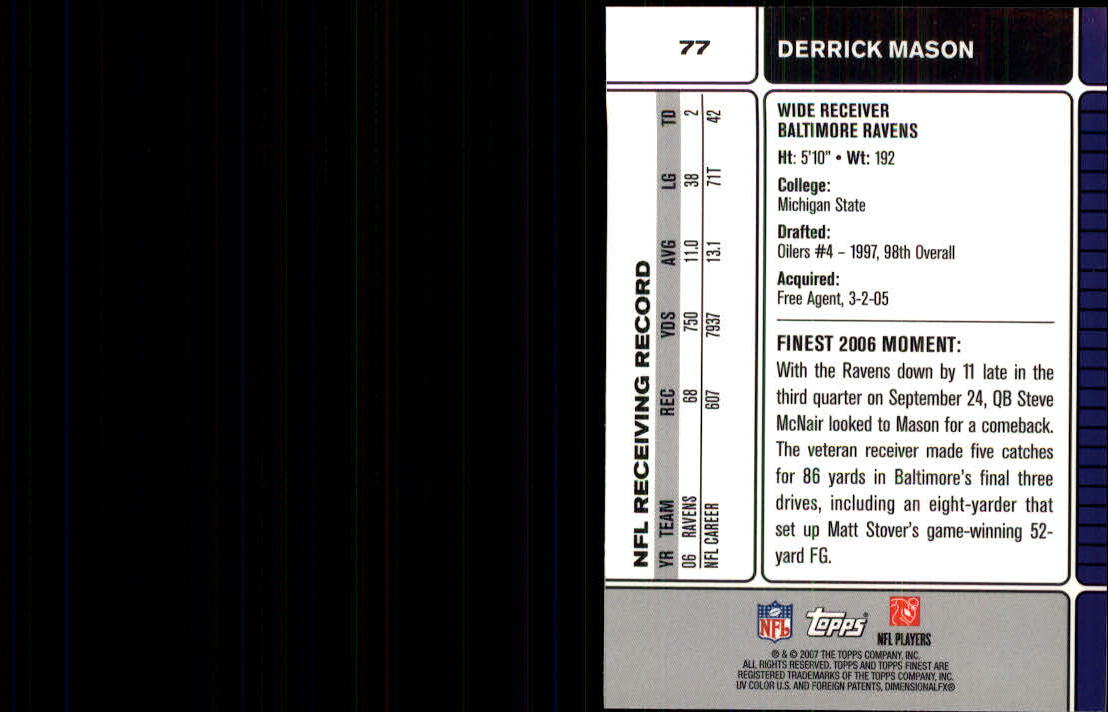 77
DERRICK MASON
NFL RECEIVING RECORD
YR TEAM REC YDS AVG LG TD
06 RAVENS 68 750 11.0 38 2
NFL CAREER 607 7937 13.1 71T 42
WIDE RECEIVER
BALTIMORE RAVENS
Ht: 5'10" • Wt: 192
College:
Michigan State
Drafted:
Oilers #4 – 1997, 98th Overall
Acquired:
Free Agent, 3-2-05
FINEST 2006 MOMENT:
With the Ravens down by 11 late in the
third quarter on September 24, QB Steve
McNair looked to Mason for a comeback.
The veteran receiver made five catches
for 86 yards in Baltimore's final three
drives, including an eight-yarder that
set up Matt Stover's game-winning 52-
yard FG.
NFL
Topps®
NFL PLAYERS
® & © 2007 THE TOPPS COMPANY, INC.
ALL RIGHTS RESERVED. TOPPS AND TOPPS FINEST ARE
REGISTERED TRADEMARKS OF THE TOPPS COMPANY, INC.
UV COLOR U.S. AND FOREIGN PATENTS, DIMENSIONALFX®